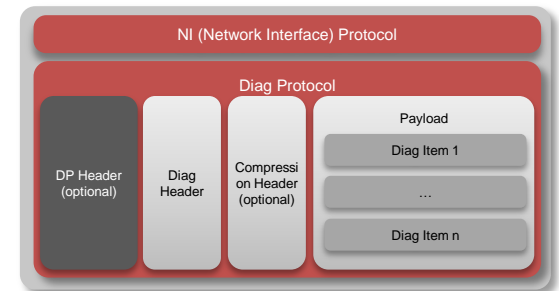 NI (Network Interface) Protocol
Diag Protocol
DP Header
(optional)
Diag
Header
Compressi
on Header
(optional)
Payload
Diag Item 1
...
Diag Item n